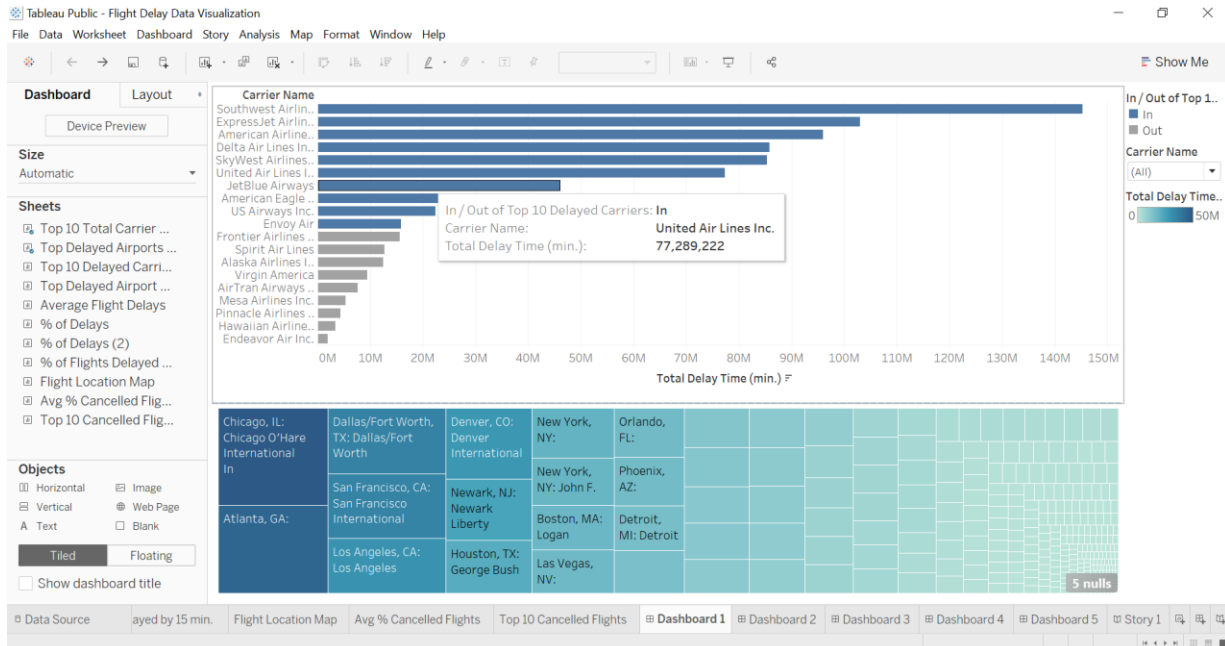 Tableau Public - Flight Delay Data Visualization
File Data Worksheet Dashboard Story Analysis Map Format Window Help
Show Me
Dashboard Layout
Device Preview
Size
Automatic
Sheets
Top 10 Total Carrier ...
Top Delayed Airports ...
Top 10 Delayed Carri...
Top Delayed Airport ...
Average Flight Delays
% of Delays
% of Delays (2)
% of Flights Delayed ...
Flight Location Map
Avg % Cancelled Flig...
Top 10 Cancelled Flig...
Objects
Horizontal Image
Vertical Web Page
A Text Blank
Tiled Floating
Show dashboard title
Carrier Name
Southwest Airlin..
ExpressJet Airlin..
American Airline..
Delta Air Lines In..
SkyWest Airlines..
United Air Lines I..
JetBlue Airways
American Eagle ..
US Airways Inc.
Envoy Air
Frontier Airlines ..
Spirit Air Lines
Alaska Airlines I..
Virgin America
AirTran Airways ..
Mesa Airlines Inc.
Pinnacle Airlines ..
Hawaiian Airline..
Endeavor Air Inc.
In / Out of Top 10 Delayed Carriers: In
Carrier Name: United Air Lines Inc.
Total Delay Time (min.): 77,289,222
0M 10M 20M 30M 40M 50M 60M 70M 80M 90M 100M 110M 120M 130M 140M 150M
Total Delay Time (min.)
In / Out of Top 1..
In
Out
Carrier Name
(All)
Total Delay Time..
0 50M
Chicago, IL:
Chicago O'Hare
International
In
Atlanta, GA:
Dallas/Fort Worth,
TX: Dallas/Fort
Worth
San Francisco, CA:
San Francisco
International
Los Angeles, CA:
Los Angeles
Denver, CO:
Denver
International
Newark, NJ:
Newark
Liberty
Houston, TX:
George Bush
New York,
NY:
New York,
NY: John F.
Boston, MA:
Logan
Las Vegas,
NV:
Orlando,
FL:
Phoenix,
AZ:
Detroit,
MI: Detroit
5 nulls
Data Source ayed by 15 min. Flight Location Map Avg % Cancelled Flights Top 10 Cancelled Flights Dashboard 1 Dashboard 2 Dashboard 3 Dashboard 4 Dashboard 5 Story 1